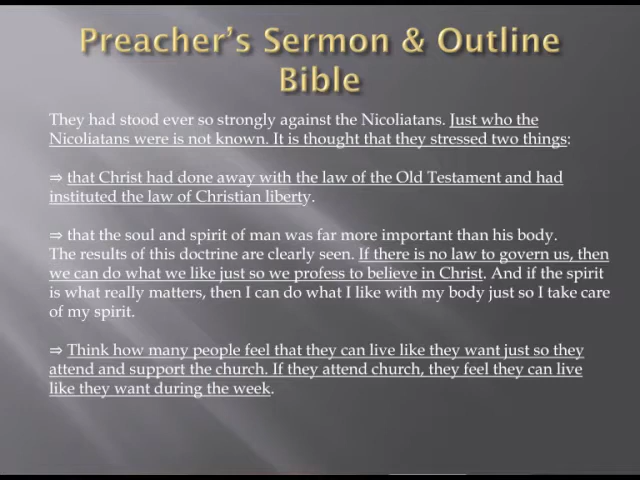 Preacher's Sermon & Outline
Bible
They had stood ever so strongly against the Nicoliatans. Just who the
Nicoliatans were is not known. It is thought that they stressed two things:
⇒ that Christ had done away with the law of the Old Testament and had
instituted the law of Christian liberty.
⇒ that the soul and spirit of man was far more important than his body.
The results of this doctrine are clearly seen. If there is no law to govern us, then
we can do what we like just so we profess to believe in Christ. And if the spirit
is what really matters, then I can do what I like with my body just so I take care
of my spirit.
⇒ Think how many people feel that they can live like they want just so they
attend and support the church. If they attend church, they feel they can live
like they want during the week.